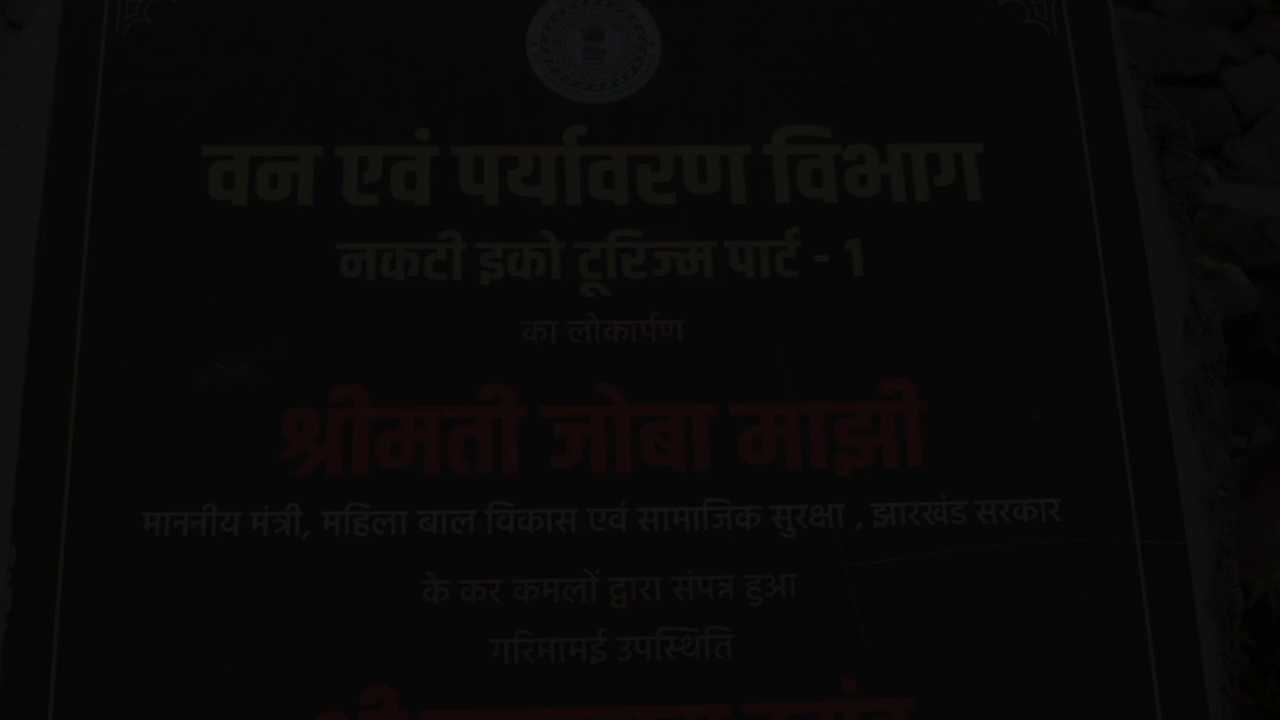 वन एवं पर्यावरण विभाग
नकटी इको टूरिज्म पार्ट - 1
का लोकार्पण
श्रीमती जोबा माझी
माननीय मंत्री, महिला बाल विकास एवं सामाजिक सुरक्षा , झारखंड सरकार
के कर कमलों द्वारा संपन्न हुआ
गरिमामई उपस्थिति